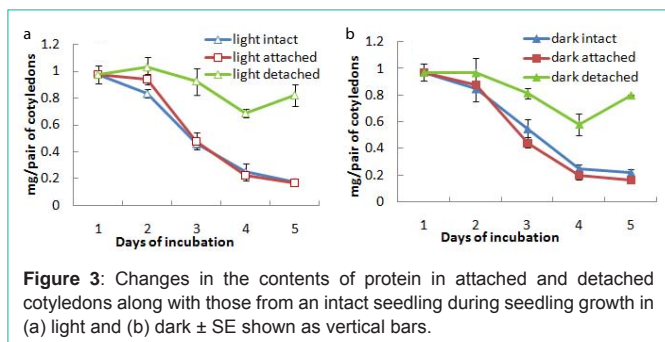 a
light intact
light attached
light detached
1.2
1
0.8
0.6
0.4
0.2
0
mg/pair of cotyledons
1 2 3 4 5
Days of incubation
b
dark intact
dark attached
dark detached
1.2
1
0.8
0.6
0.4
0.2
0
mg/pair of cotyledons
1 2 3 4 5
Days of incubation
Figure 3: Changes in the contents of protein in attached and detached
cotyledons along with those from an intact seedling during seedling growth in
(a) light and (b) dark ± SE shown as vertical bars.